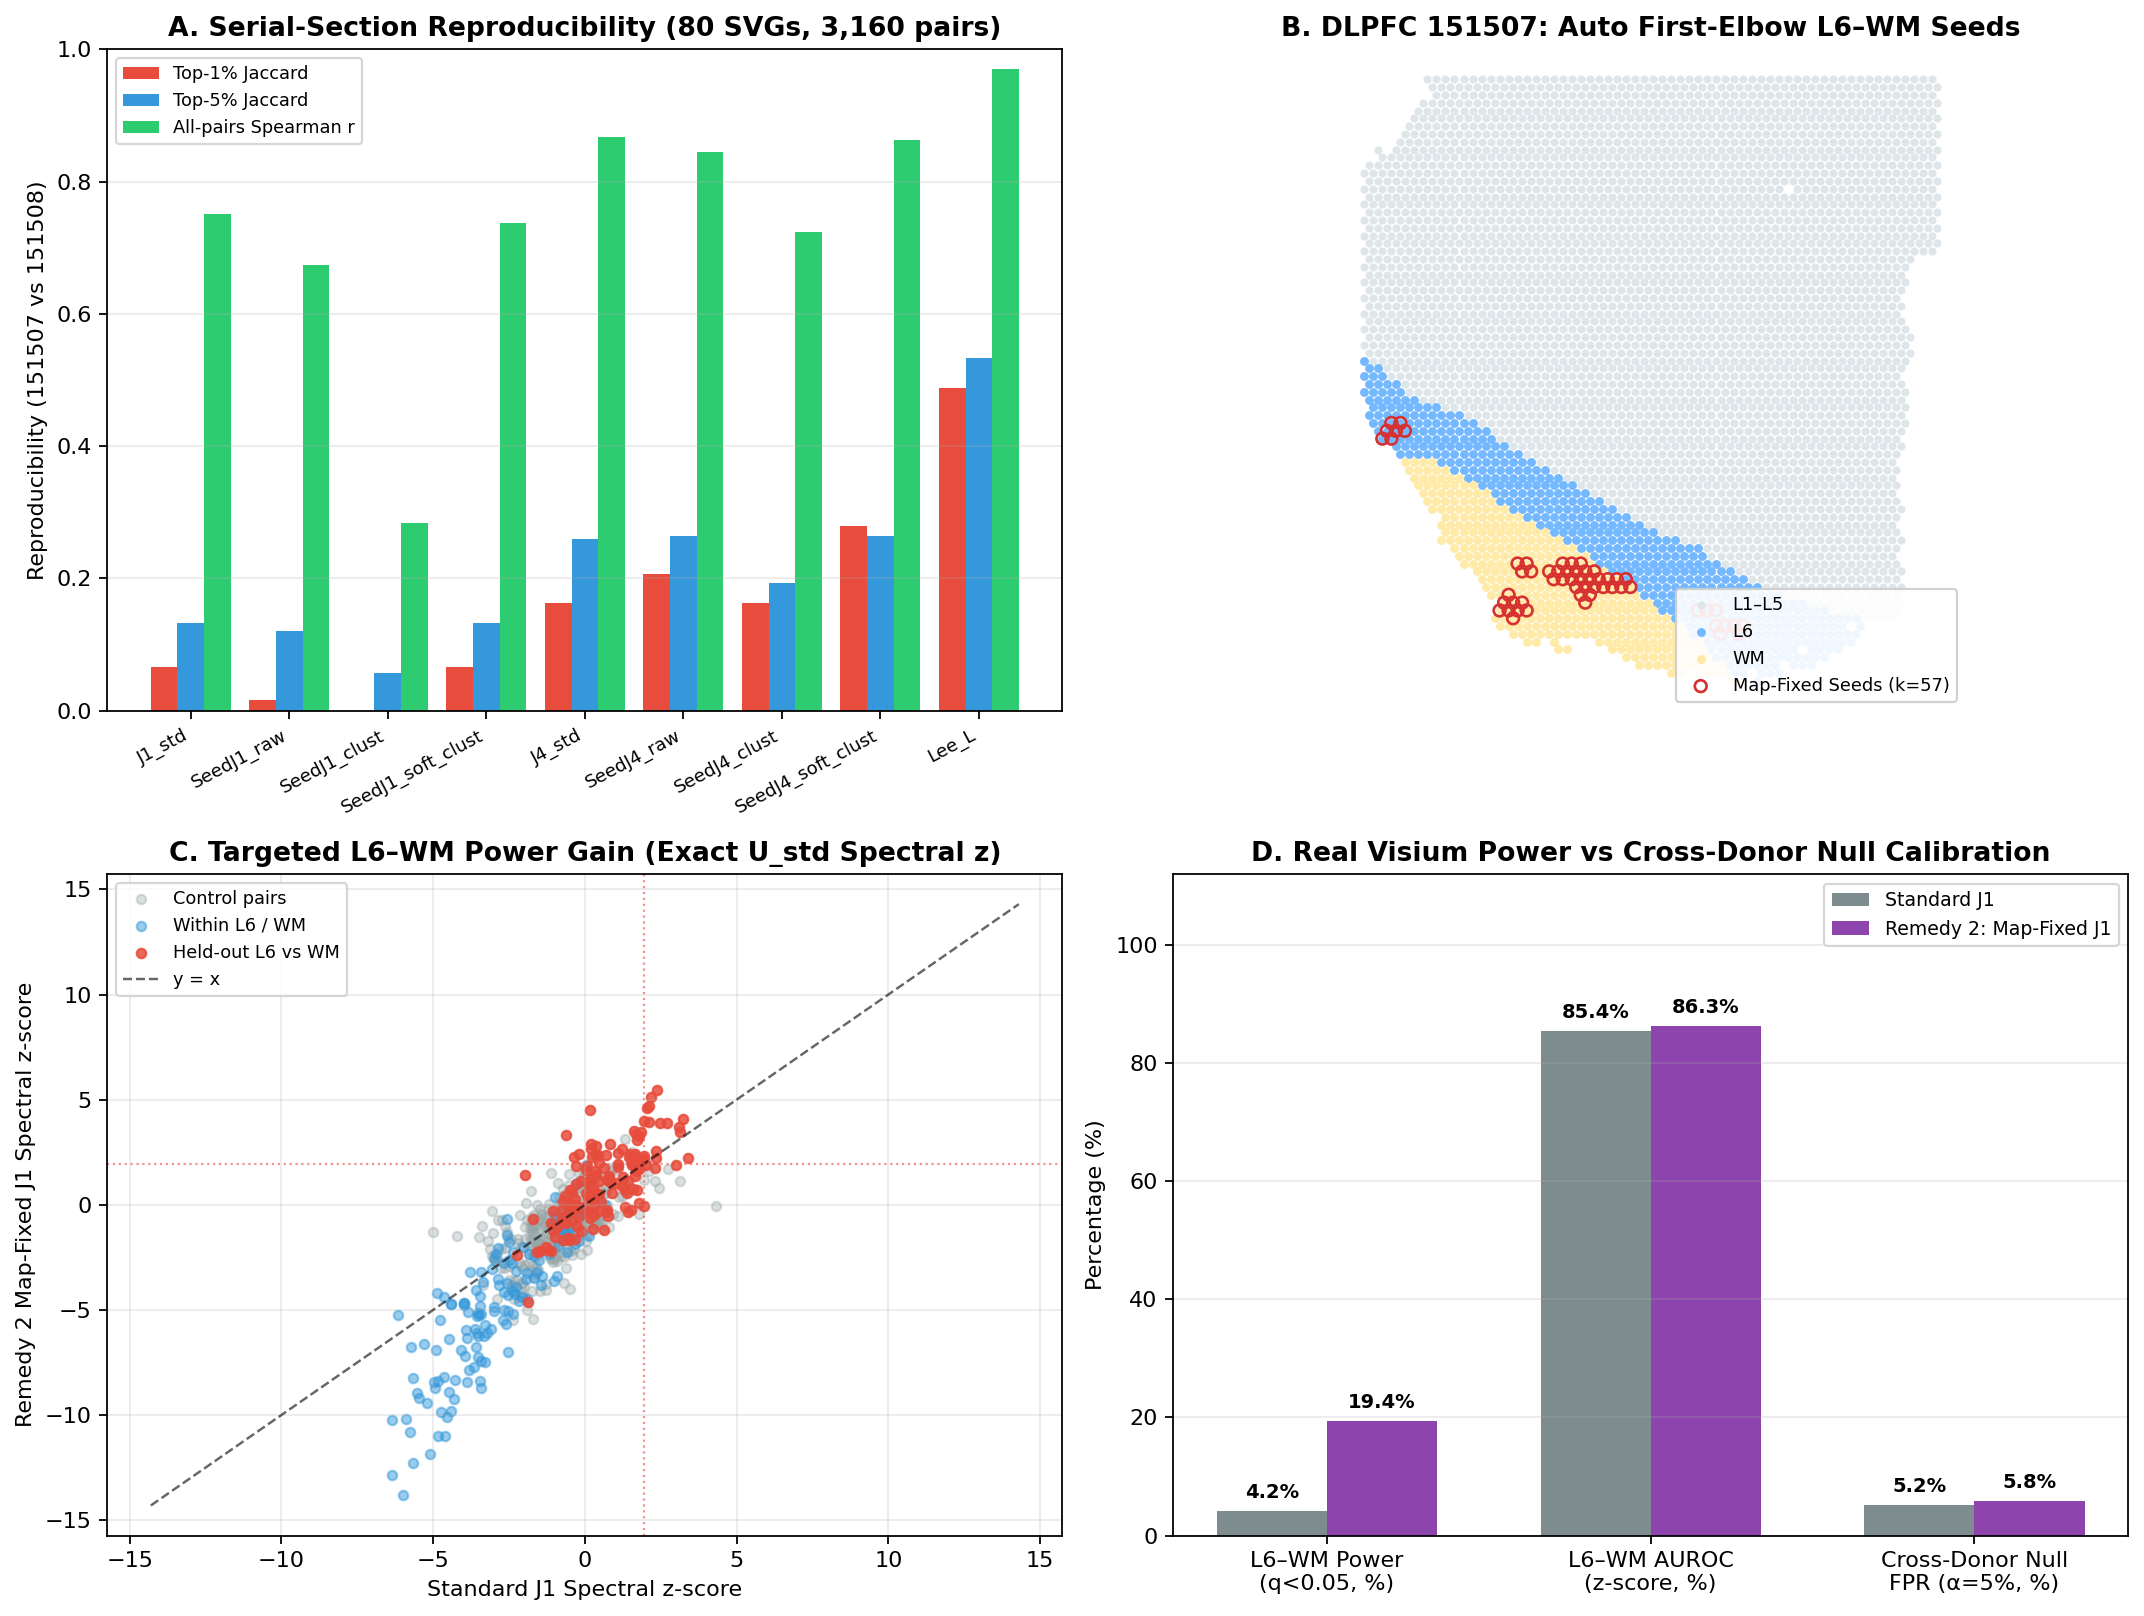 A. Serial-Section Reproducibility (80 SVGs, 3,160 pairs)
Top-1% Jaccard
Top-5% Jaccard
All-pairs Spearman r
Reproducibility (151507 vs 151508)
1.0
0.8
0.6
0.4
0.2
0.0
J1_std
SeedJ1_raw
SeedJ1_clust
SeedJ1_soft_clust
J4_std
SeedJ4_raw
SeedJ4_clust
SeedJ4_soft_clust
Lee_L
B. DLPFC 151507: Auto First-Elbow L6–WM Seeds
L1–L5
L6
WM
Map-Fixed Seeds (k=57)
C. Targeted L6–WM Power Gain (Exact U_std Spectral z)
Control pairs
Within L6 / WM
Held-out L6 vs WM
y = x
Remedy 2 Map-Fixed J1 Spectral z-score
15
10
5
0
−5
−10
−15
−15
−10
−5
0
5
10
15
Standard J1 Spectral z-score
D. Real Visium Power vs Cross-Donor Null Calibration
Standard J1
Remedy 2: Map-Fixed J1
Percentage (%)
100
80
60
40
20
0
4.2%
19.4%
85.4%
86.3%
5.2%
5.8%
L6–WM Power
(q<0.05, %)
L6–WM AUROC
(z-score, %)
Cross-Donor Null
FPR (α=5%, %)